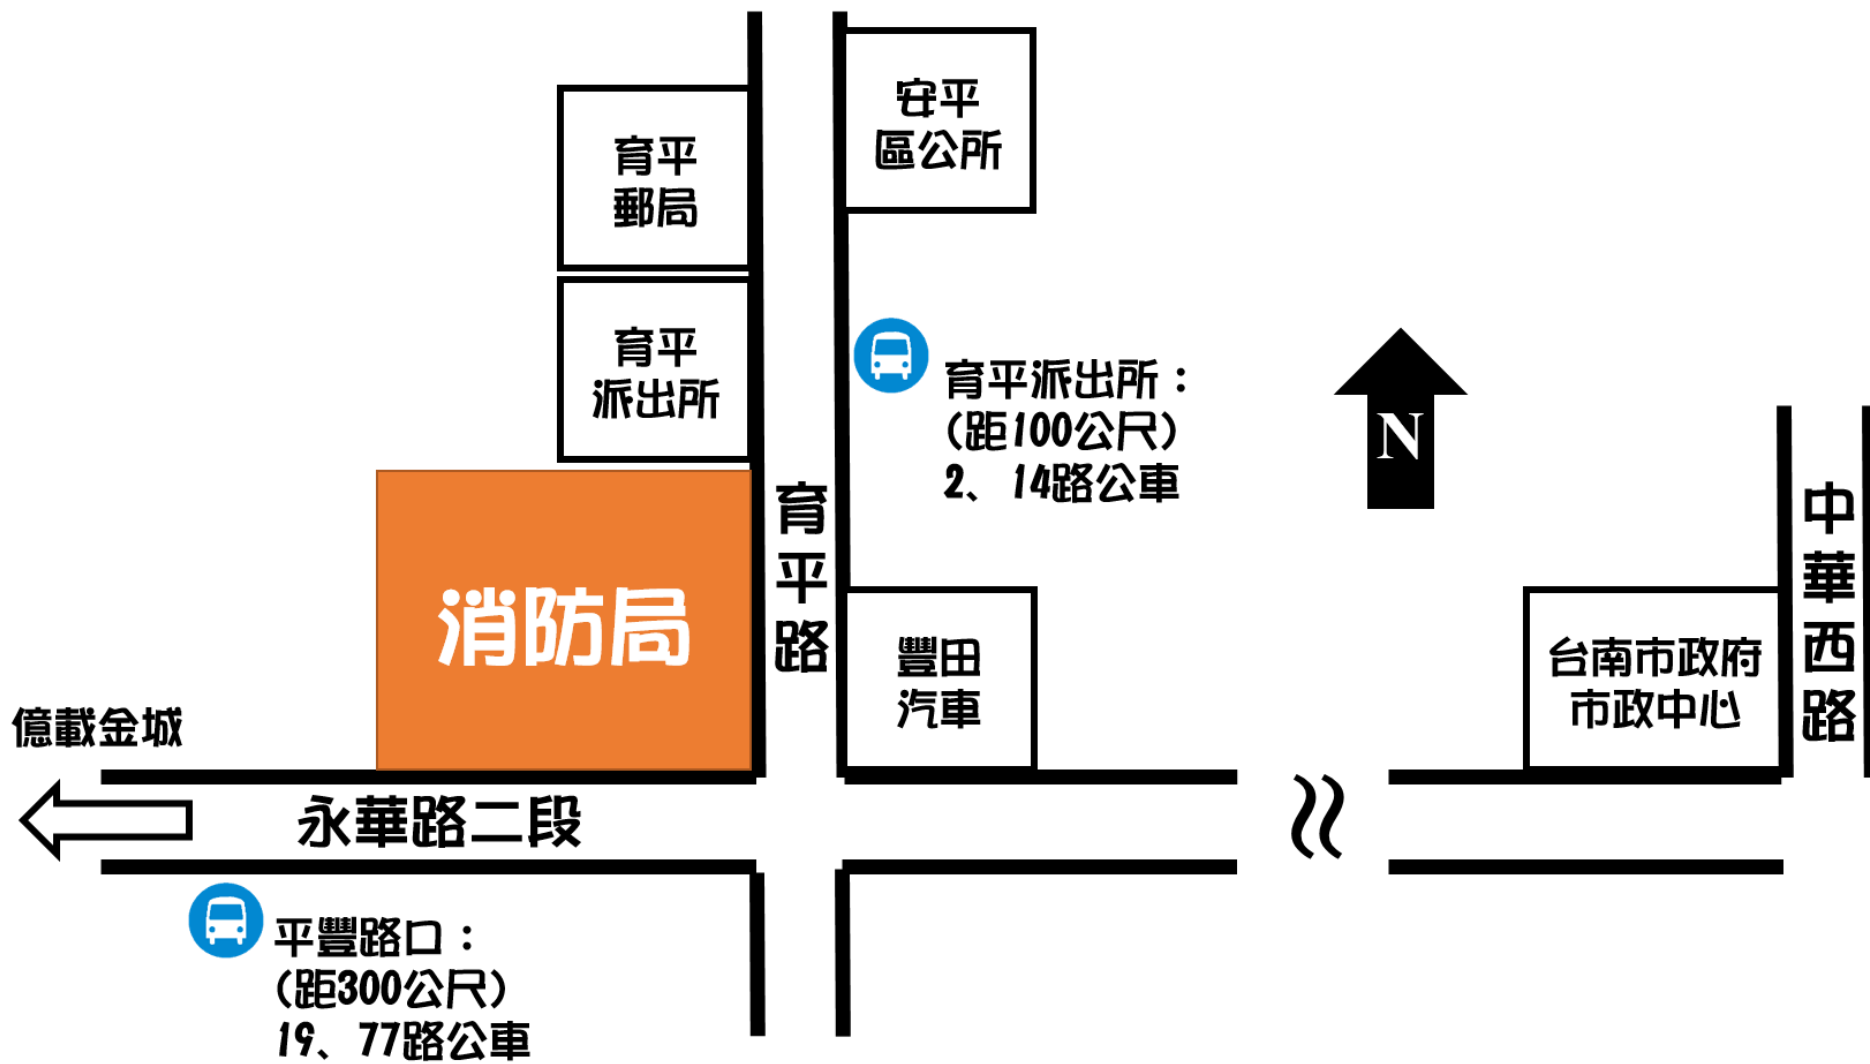 安平
區公所
育平
郵局
育平
派出所
育平派出所：
(距100公尺)
2、14路公車
N
育平路
中華西路
消防局
豐田
汽車
台南市政府
市政中心
億載金城
永華路二段
平豐路口：
(距300公尺)
19、77路公車